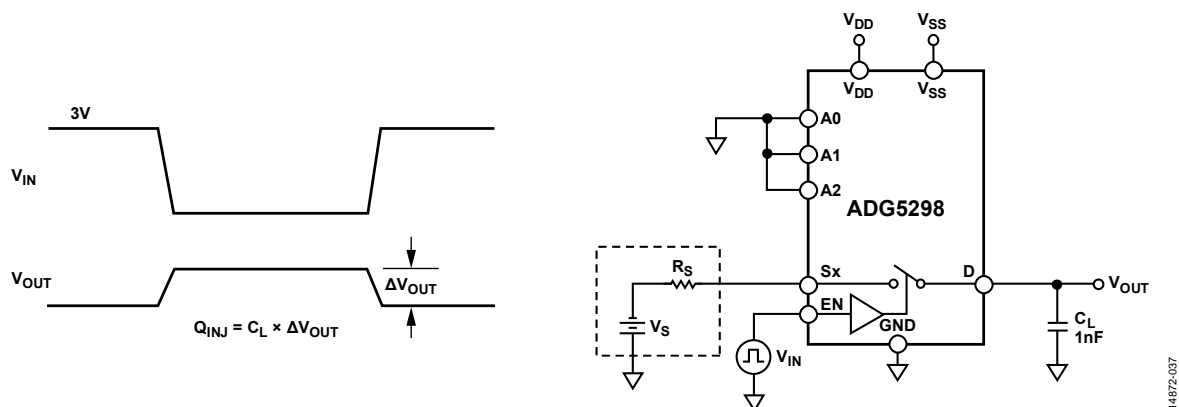 3V
VIN
VOUT
ΔVOUT
QINJ = CL × ΔVOUT
VDD
VSS
VDD
VSS
A0
A1
A2
ADG5298
RS
Sx
D
VOUT
EN
GND
VS
VIN
CL
1nF
14872-037